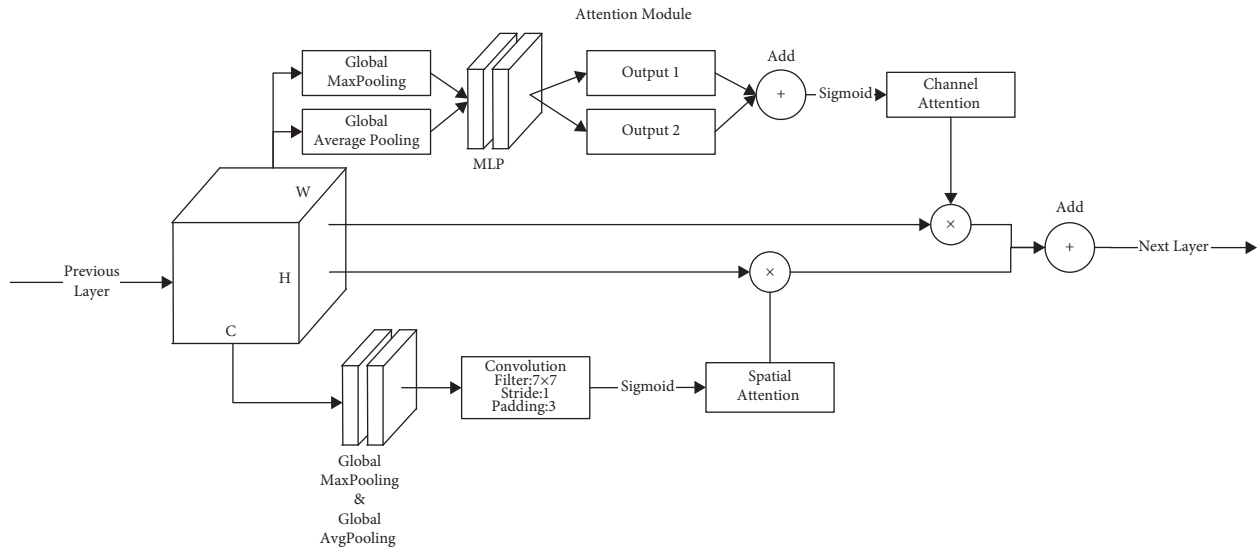 Attention Module
Global
MaxPooling
Global
Average Pooling
MLP
Output 1
Output 2
Add
+
Sigmoid
Channel
Attention
W
H
C
Previous
Layer
×
×
Add
+
Next Layer
Global
MaxPooling
&
Global
AvgPooling
Convolution
Filter:7×7
Stride:1
Padding:3
Sigmoid
Spatial
Attention